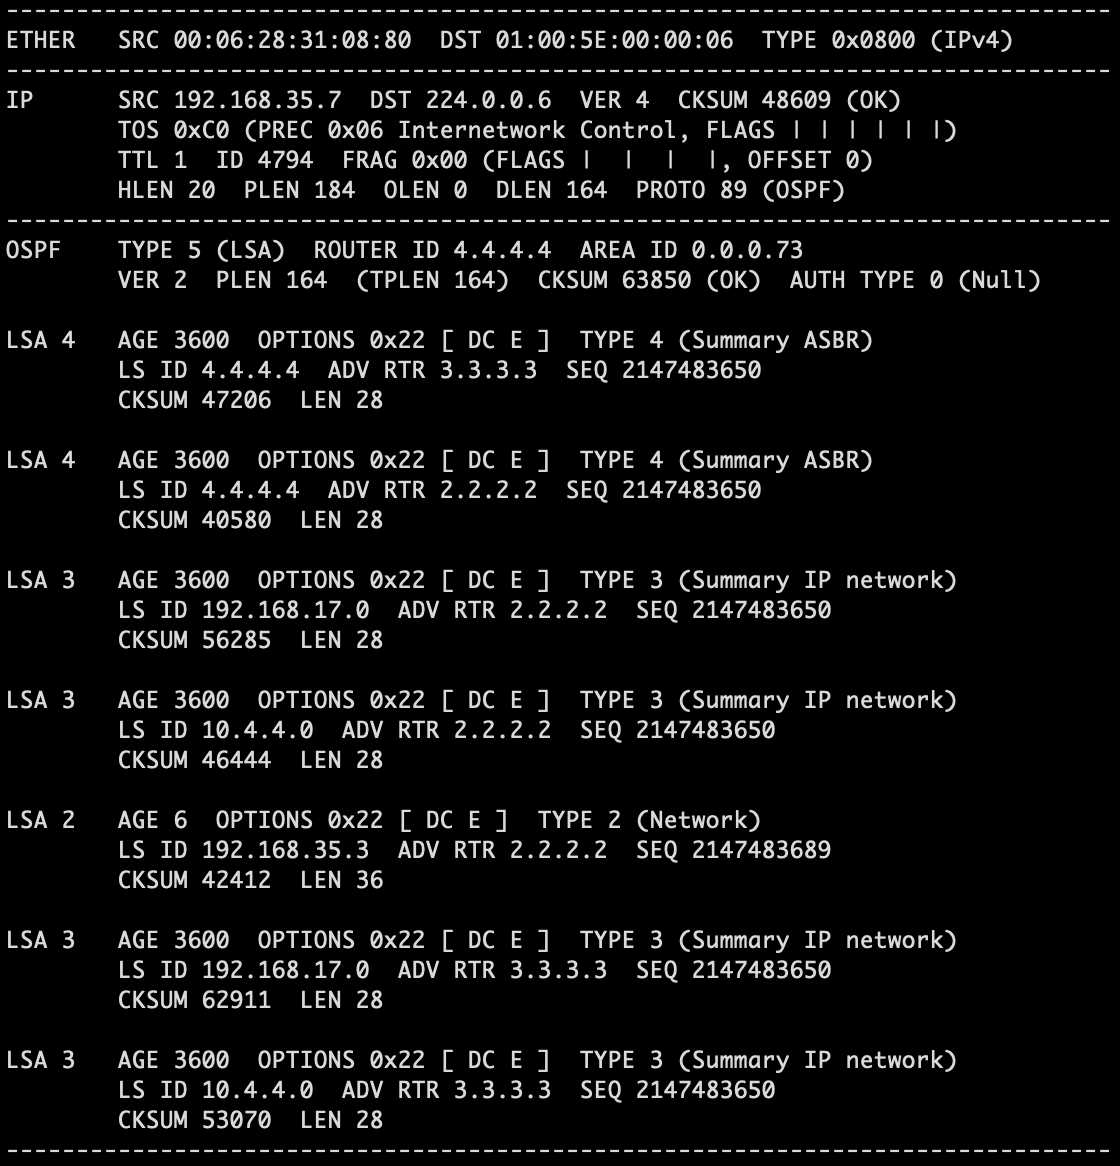 -------------------------------------------------------------------------------
ETHER   SRC 00:06:28:31:08:80  DST 01:00:5E:00:00:06  TYPE 0x0800 (IPv4)
-------------------------------------------------------------------------------
IP      SRC 192.168.35.7  DST 224.0.0.6  VER 4  CKSUM 48609 (OK)
        TOS 0xC0 (PREC 0x06 Internetwork Control, FLAGS | | | | | |)
        TTL 1  ID 4794  FRAG 0x00 (FLAGS |  |  |  |, OFFSET 0)
        HLEN 20  PLEN 184  OLEN 0  DLEN 164  PROTO 89 (OSPF)
-------------------------------------------------------------------------------
OSPF    TYPE 5 (LSA)  ROUTER ID 4.4.4.4  AREA ID 0.0.0.73
        VER 2  PLEN 164  (TPLEN 164)  CKSUM 63850 (OK)  AUTH TYPE 0 (Null)

LSA 4   AGE 3600  OPTIONS 0x22 [ DC E ]  TYPE 4 (Summary ASBR)
        LS ID 4.4.4.4  ADV RTR 3.3.3.3  SEQ 2147483650
        CKSUM 47206  LEN 28

LSA 4   AGE 3600  OPTIONS 0x22 [ DC E ]  TYPE 4 (Summary ASBR)
        LS ID 4.4.4.4  ADV RTR 2.2.2.2  SEQ 2147483650
        CKSUM 40580  LEN 28

LSA 3   AGE 3600  OPTIONS 0x22 [ DC E ]  TYPE 3 (Summary IP network)
        LS ID 192.168.17.0  ADV RTR 2.2.2.2  SEQ 2147483650
        CKSUM 56285  LEN 28

LSA 3   AGE 3600  OPTIONS 0x22 [ DC E ]  TYPE 3 (Summary IP network)
        LS ID 10.4.4.0  ADV RTR 2.2.2.2  SEQ 2147483650
        CKSUM 46444  LEN 28

LSA 2   AGE 6  OPTIONS 0x22 [ DC E ]  TYPE 2 (Network)
        LS ID 192.168.35.3  ADV RTR 2.2.2.2  SEQ 2147483689
        CKSUM 42412  LEN 36

LSA 3   AGE 3600  OPTIONS 0x22 [ DC E ]  TYPE 3 (Summary IP network)
        LS ID 192.168.17.0  ADV RTR 3.3.3.3  SEQ 2147483650
        CKSUM 62911  LEN 28

LSA 3   AGE 3600  OPTIONS 0x22 [ DC E ]  TYPE 3 (Summary IP network)
        LS ID 10.4.4.0  ADV RTR 3.3.3.3  SEQ 2147483650
        CKSUM 53070  LEN 28
-------------------------------------------------------------------------------